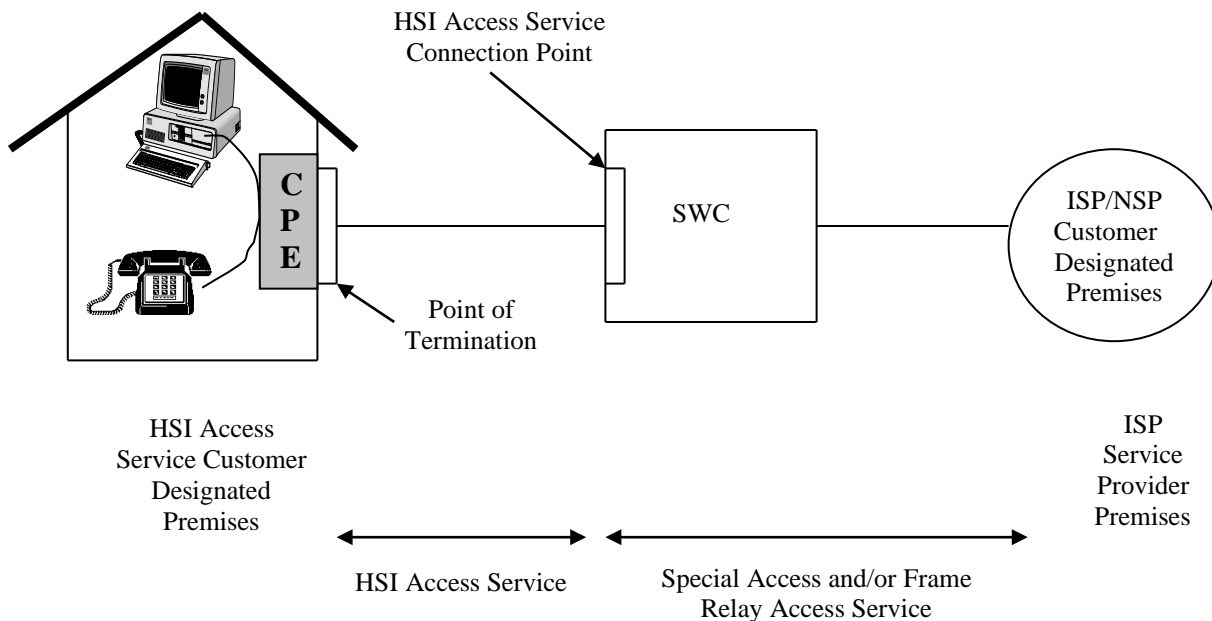 HSI Access Service
Connection Point
C
P
E
SWC
ISP/NSP
Customer
Designated
Premises
Point of
Termination
HSI Access
Service Customer
Designated
Premises
ISP
Service
Provider
Premises
HSI Access Service
Special Access and/or Frame
Relay Access Service